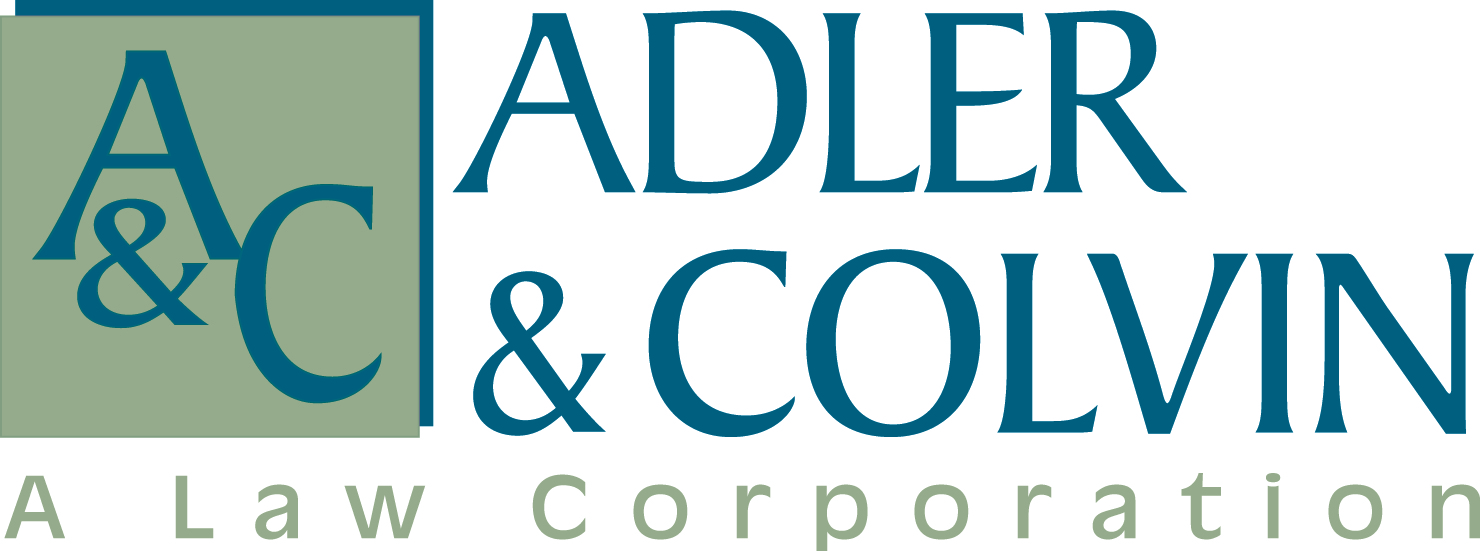 A
&C
ADLER
& COLVIN
A Law Corporation